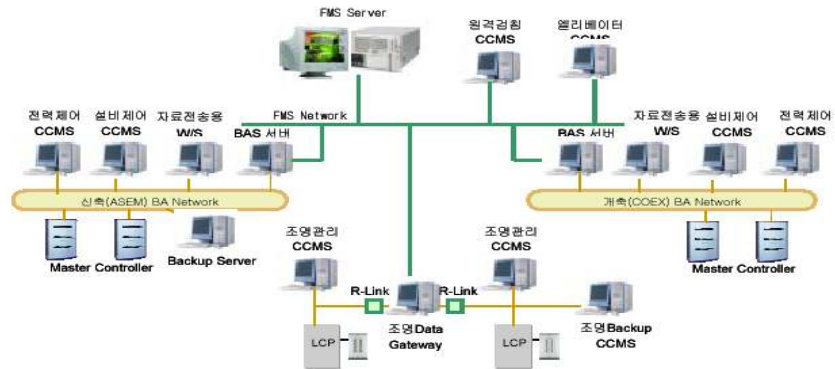 FMS Server
원격검침
CCMS
엘리베이터
CCMS
전력제어
CCMS
설비제어
CCMS
자료전송용
W/S
FMS Network
BAS 서버
BAS 서버
자료전송용
W/S
설비제어
CCMS
전력제어
CCMS
신축(ASEM) BA Network
개축(COEX) BA Network
Master Controller
Backup Server
조명관리
CCMS
조명관리
CCMS
Master Controller
R-Link
R-Link
LCP
조명Data
Gateway
LCP
조명Backup
CCMS